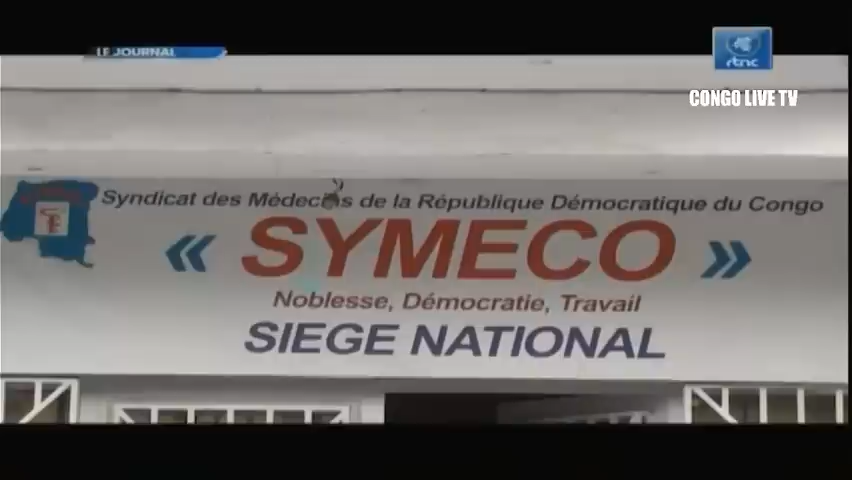 LE JOURNAL
rtnc
CONGO LIVE TV
Syndicat des Médecins de la République Démocratique du Congo
« SYMECO »
Noblesse, Démocratie, Travail
SIEGE NATIONAL